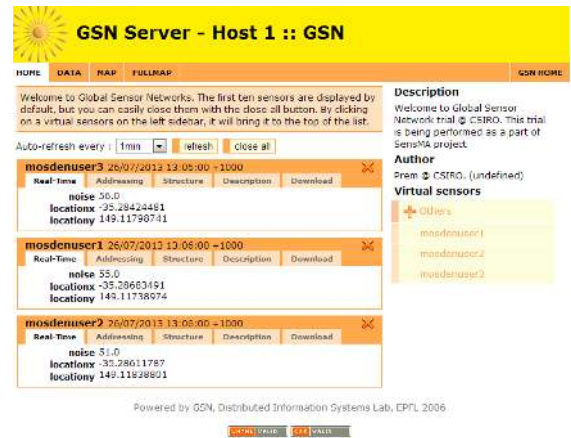 GSN Server - Host 1 :: GSN
HOME DATA MAP FULLMAP GSN HOME
Welcome to Global Sensor Networks. The first ten sensors are displayed by
default, but you can easily close them with the close all button. By clicking
on a virtual sensors on the left sidebar, it will bring it to the top of the list.
Auto-refresh every : 1min refresh close all
mosdenuser3 26/07/2013 13:06:00 +1000
Real-Time Addressing Structure Description Download
noise 56.0
locationx -35.28424481
locationy 149.11798741
mosdenuser1 26/07/2013 13:06:00 +1000
Real-Time Addressing Structure Description Download
noise 55.0
locationx -35.28683491
locationy 149.11738974
mosdenuser2 26/07/2013 13:06:00 +1000
Real-Time Addressing Structure Description Download
noise 51.0
locationx -35.28611787
locationy 149.11838801
Description
Welcome to Global Sensor
Network trial @ CSIRO. This trial
is being performed as a part of
SensMA project
Author
Prem @ CSIRO. (undefined)
Virtual sensors
Others
mosdenuser1
mosdenuser2
mosdenuser3
Powered by GSN, Distributed Information Systems Lab, EPFL 2006
XHTML VALID CSS VALID